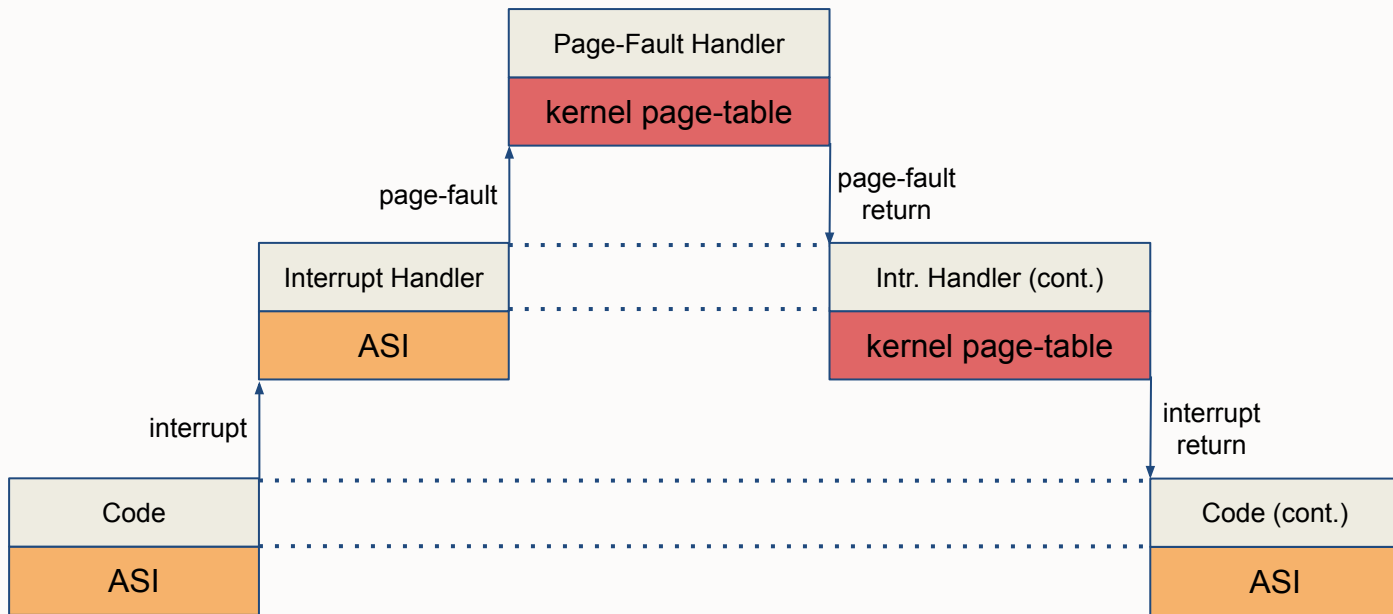 Page-Fault Handler
kernel page-table
page-fault
page-fault
return
Interrupt Handler
ASI
Intr. Handler (cont.)
kernel page-table
interrupt
interrupt
return
Code
ASI
Code (cont.)
ASI